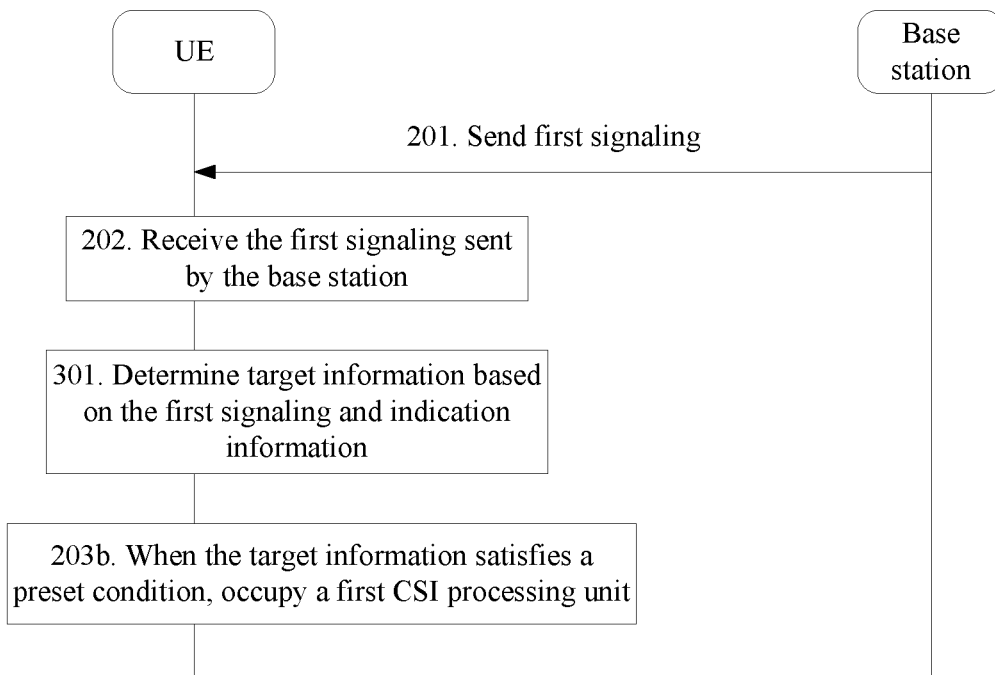 UE
Base
station
201. Send first signaling
202. Receive the first signaling sent
by the base station
301. Determine target information based
on the first signaling and indication
information
203b. When the target information satisfies a
preset condition, occupy a first CSI processing unit